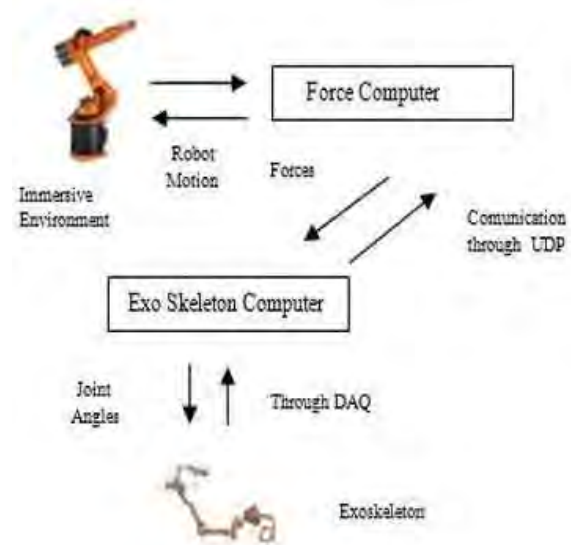 Force Computer
Robot
Motion
Forces
Immersive
Environment
Comunication
through UDP
Exo Skeleton Computer
Joint
Angles
Through DAQ
Exoskeleton